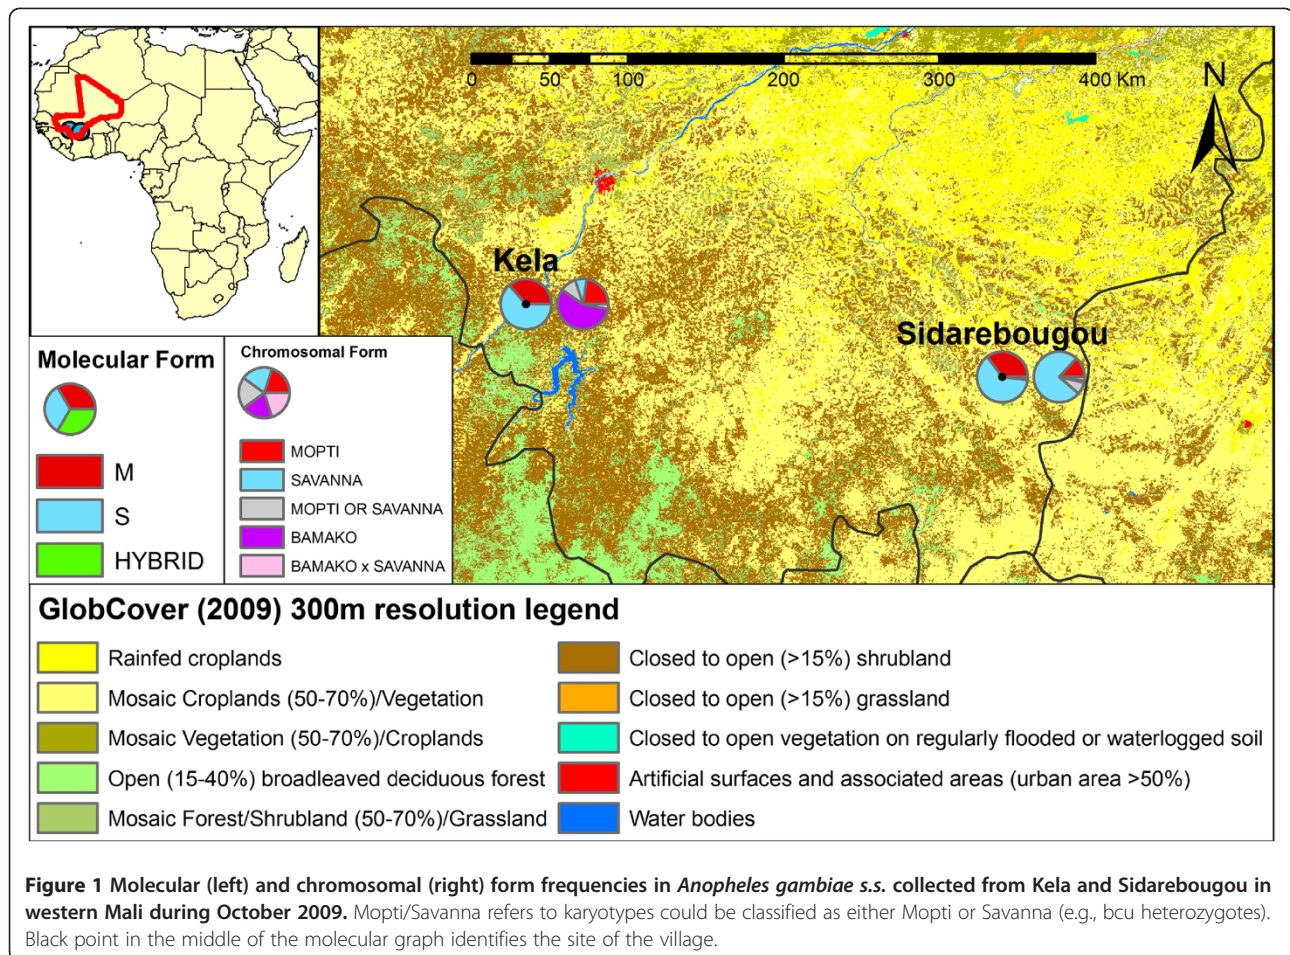 0 50 100 200 300 400 Km
N
Kela
Sidarebougou
Molecular Form
M
S
HYBRID
Chromosomal Form
MOPTI
SAVANNA
MOPTI OR SAVANNA
BAMAKO
BAMAKO x SAVANNA
GlobCover (2009) 300m resolution legend
Rainfed croplands
Mosaic Croplands (50-70%)/Vegetation
Mosaic Vegetation (50-70%)/Croplands
Open (15-40%) broadleaved deciduous forest
Mosaic Forest/Shrubland (50-70%)/Grassland
Closed to open (>15%) shrubland
Closed to open (>15%) grassland
Closed to open vegetation on regularly flooded or waterlogged soil
Artificial surfaces and associated areas (urban area >50%)
Water bodies
Figure 1 Molecular (left) and chromosomal (right) form frequencies in Anopheles gambiae s.s. collected from Kela and Sidarebougou in
western Mali during October 2009. Mopti/Savanna refers to karyotypes could be classified as either Mopti or Savanna (e.g., bcu heterozygotes).
Black point in the middle of the molecular graph identifies the site of the village.